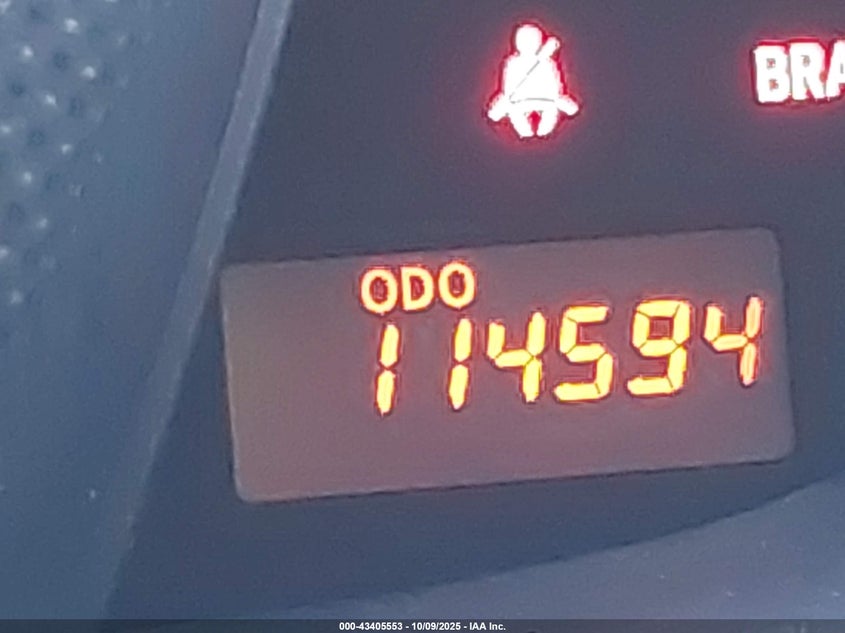 BRA
ODO
114594
000-43405553 - 10/09/2025 - IAA Inc.